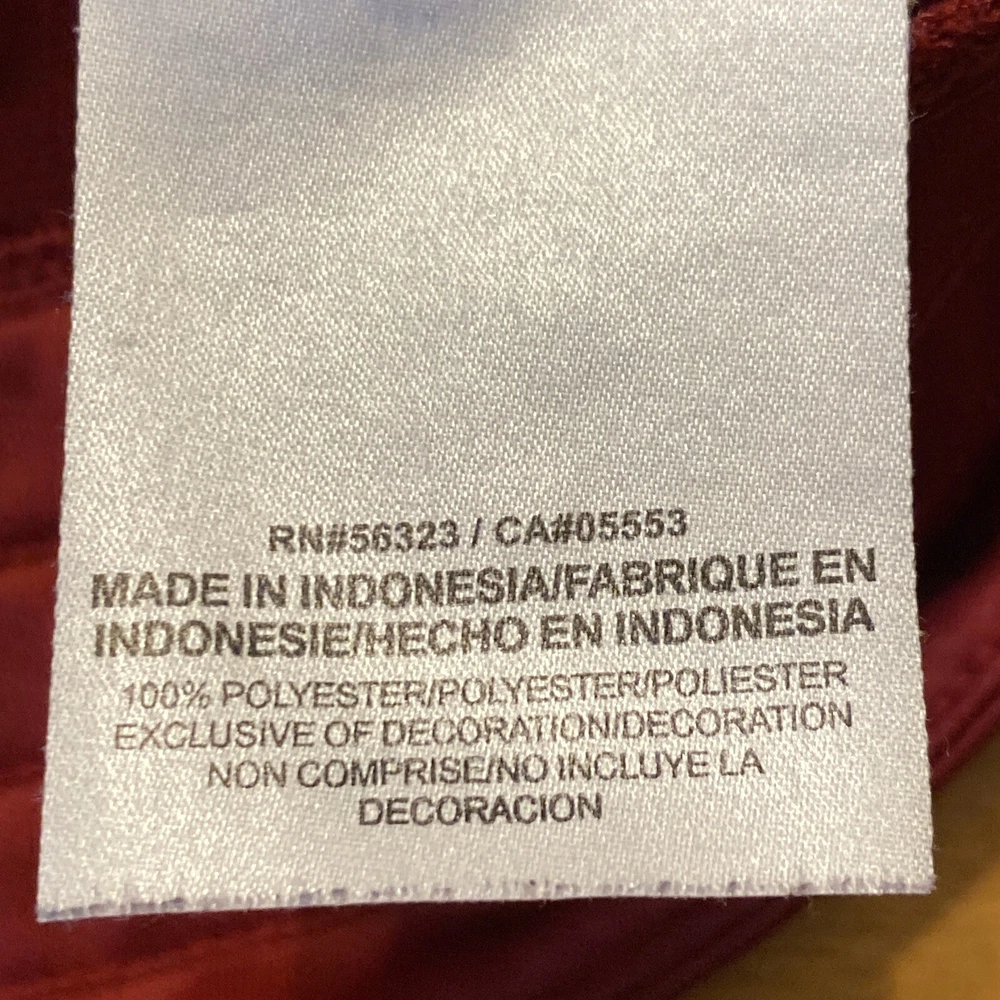 RN#56323 / CA#05553
MADE IN INDONESIA/FABRIQUE EN
INDONESIE/HECHO EN INDONESIA
100% POLYESTER/POLYESTER/POLIESTER
EXCLUSIVE OF DECORATION/DECORATION
NON COMPRISE/NO INCLUYE LA
DECORACION